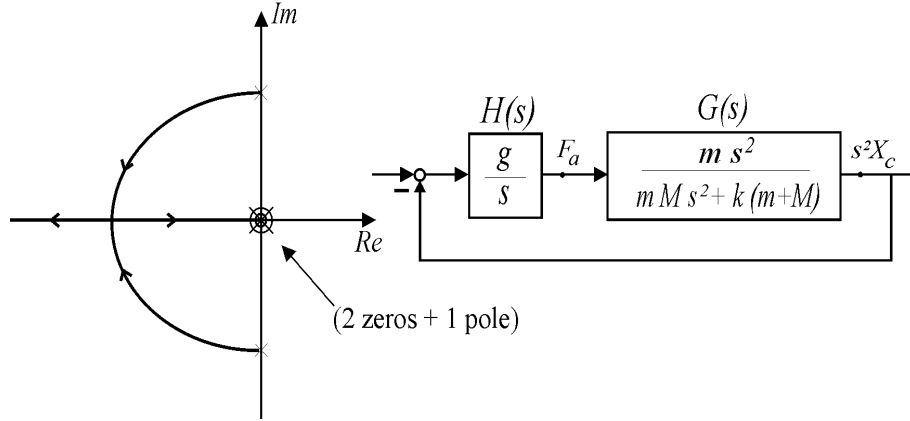 Im
Re
(2 zeros + 1 pole)
H(s)
g
s
F_a
G(s)
m s²
m M s² + k (m+M)
s²X_c
−